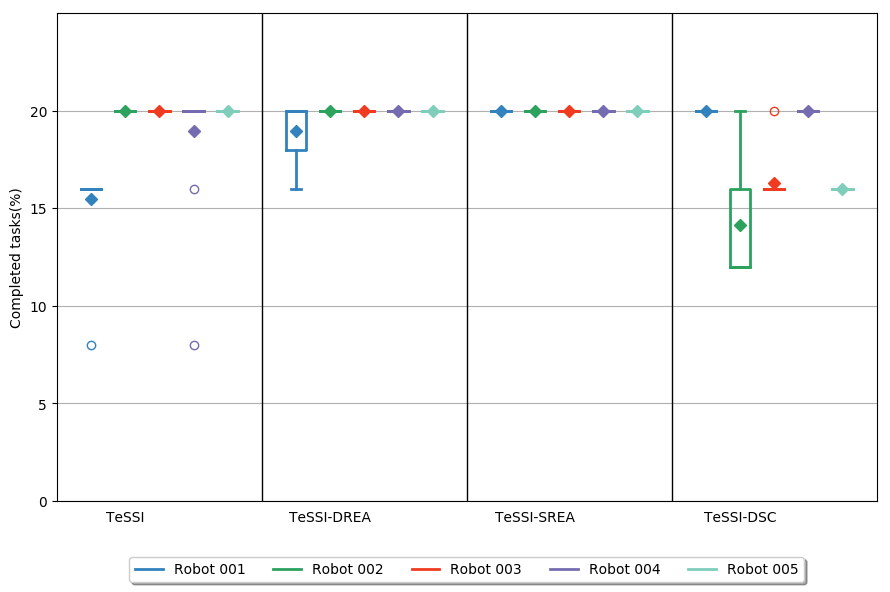 Completed tasks(%)
20
15
10
5
0
TeSSI TeSSI-DREA TeSSI-SREA TeSSI-DSC
Robot 001 Robot 002 Robot 003 Robot 004 Robot 005